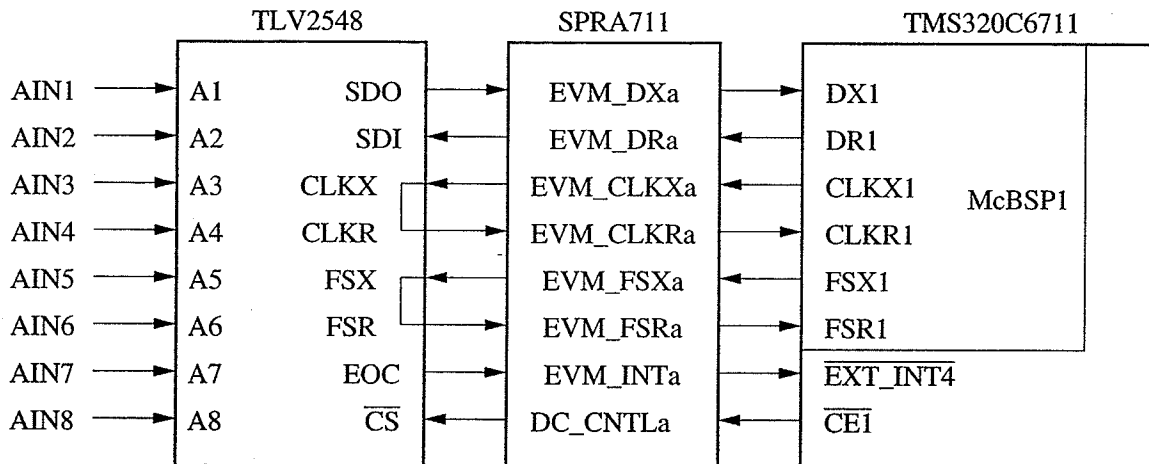 TLV2548 SPRA711 TMS320C6711
AIN1 A1 SDO EVM_DXa DX1
AIN2 A2 SDI EVM_DRa DR1
AIN3 A3 CLKX EVM_CLKXa CLKX1 McBSP1
AIN4 A4 CLKR EVM_CLKRa CLKR1
AIN5 A5 FSX EVM_FSXa FSX1
AIN6 A6 FSR EVM_FSRa FSR1
AIN7 A7 EOC EVM_INTa EXT_INT4
AIN8 A8 CS DC_CNTLa CE1